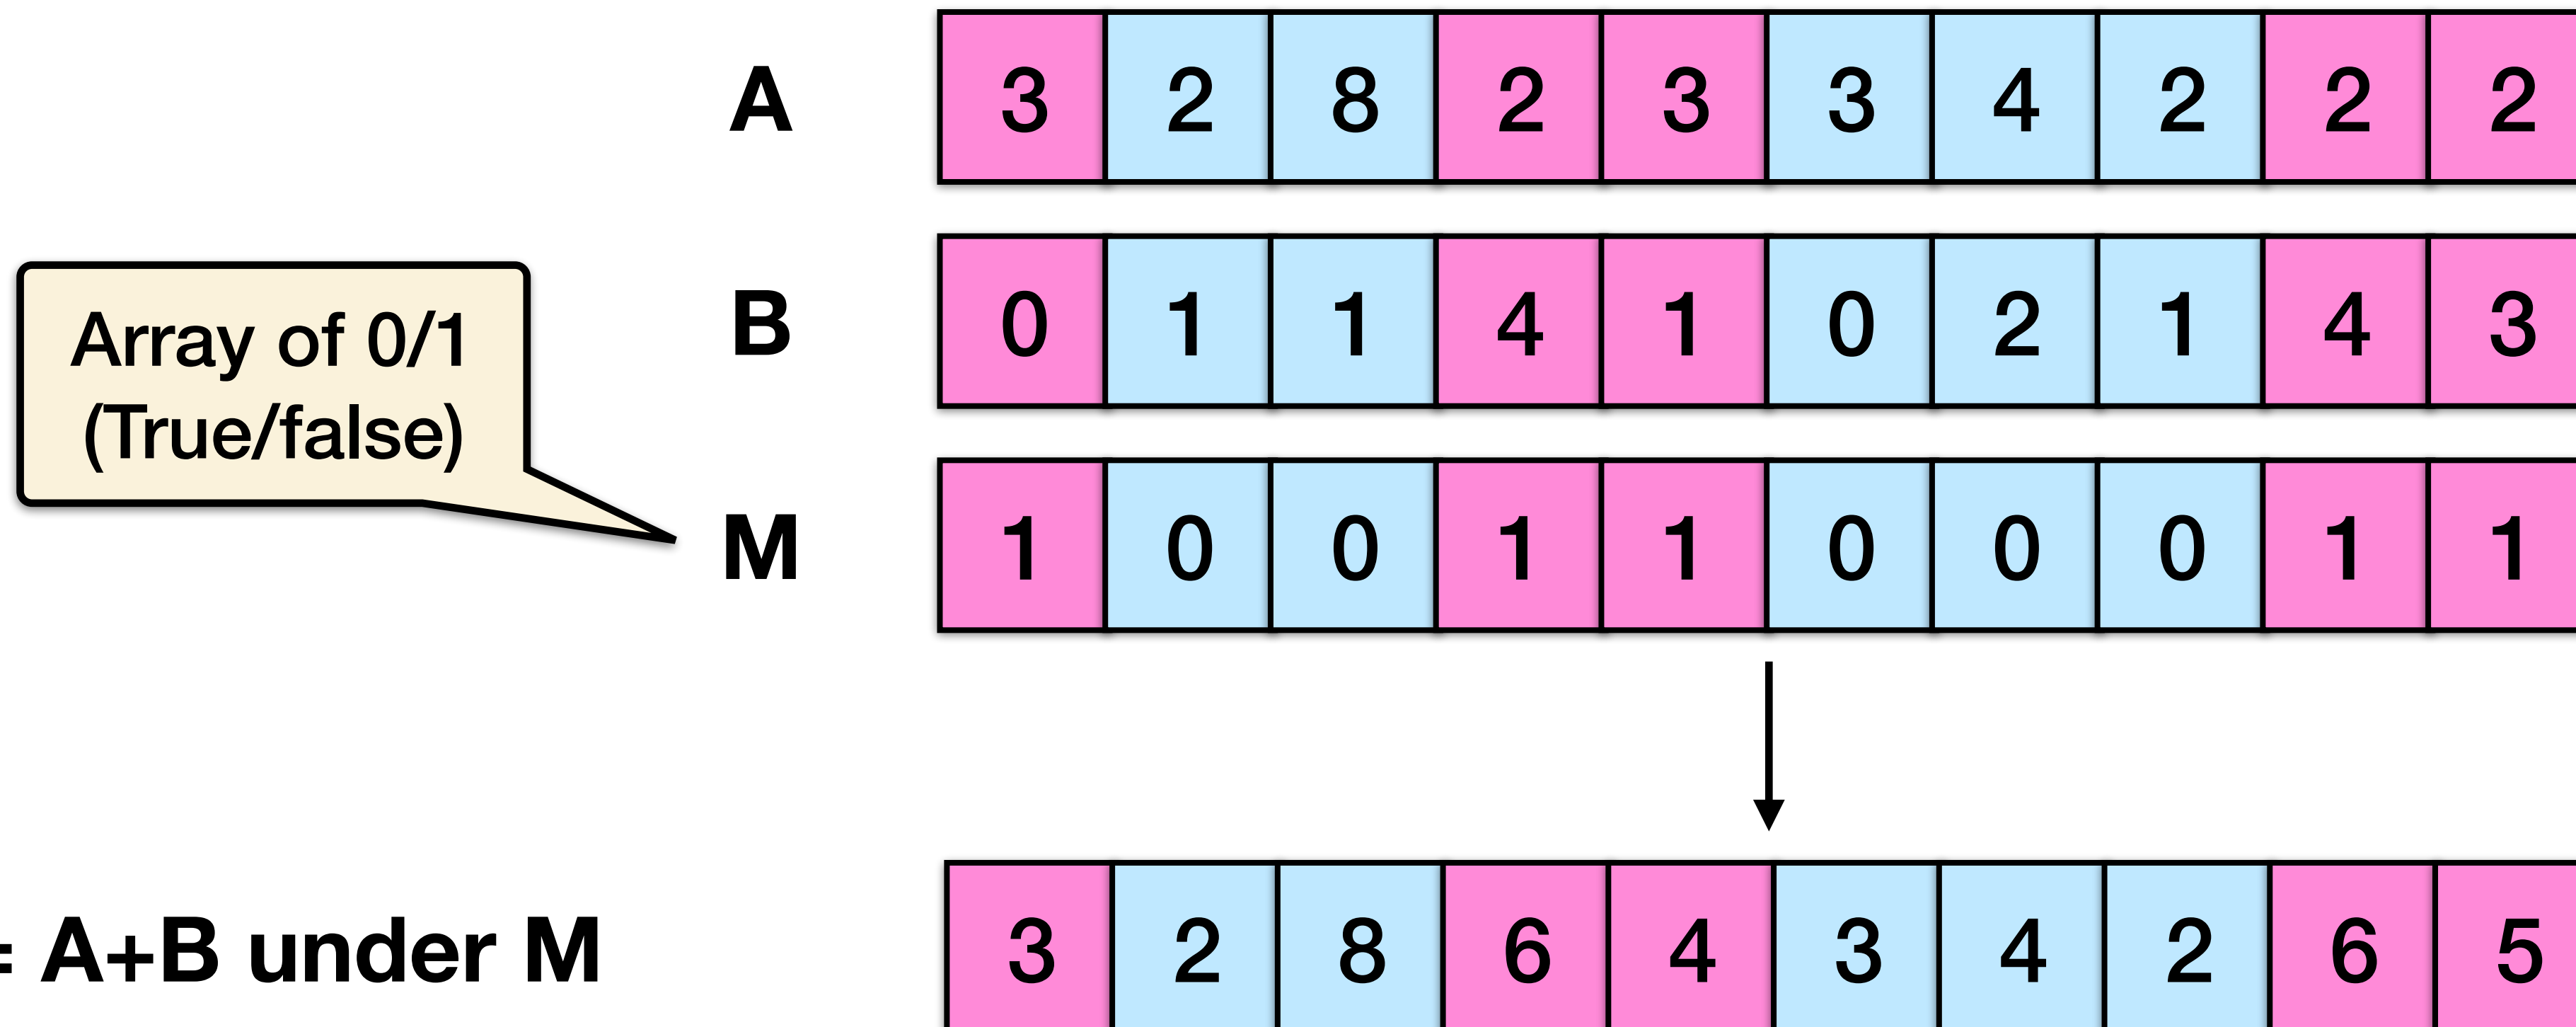 A 3 2 8 2 3 3 4 2 2 2
B 0 1 1 4 1 0 2 1 4 3
Array of 0/1
(True/false)
M 1 0 0 1 1 0 0 0 1 1
= A+B under M 3 2 8 6 4 3 4 2 6 5